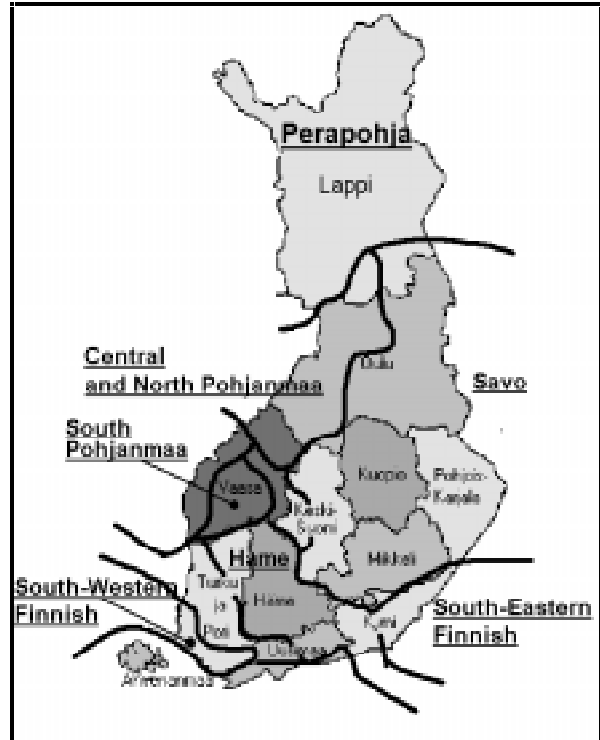 Perapohja
Lappi
Central
and North Pohjanmaa
Oulu
Savo
South
Pohjanmaa
Vaasa
Kuopio
Pohjois-
Karjala
Keski-
Suomi
Häme
Mikkeli
South-Western
Finnish
Turku
ja
Pori
Häme
Kymi
South-Eastern
Finnish
Uusimaa
Ahvenanmaa